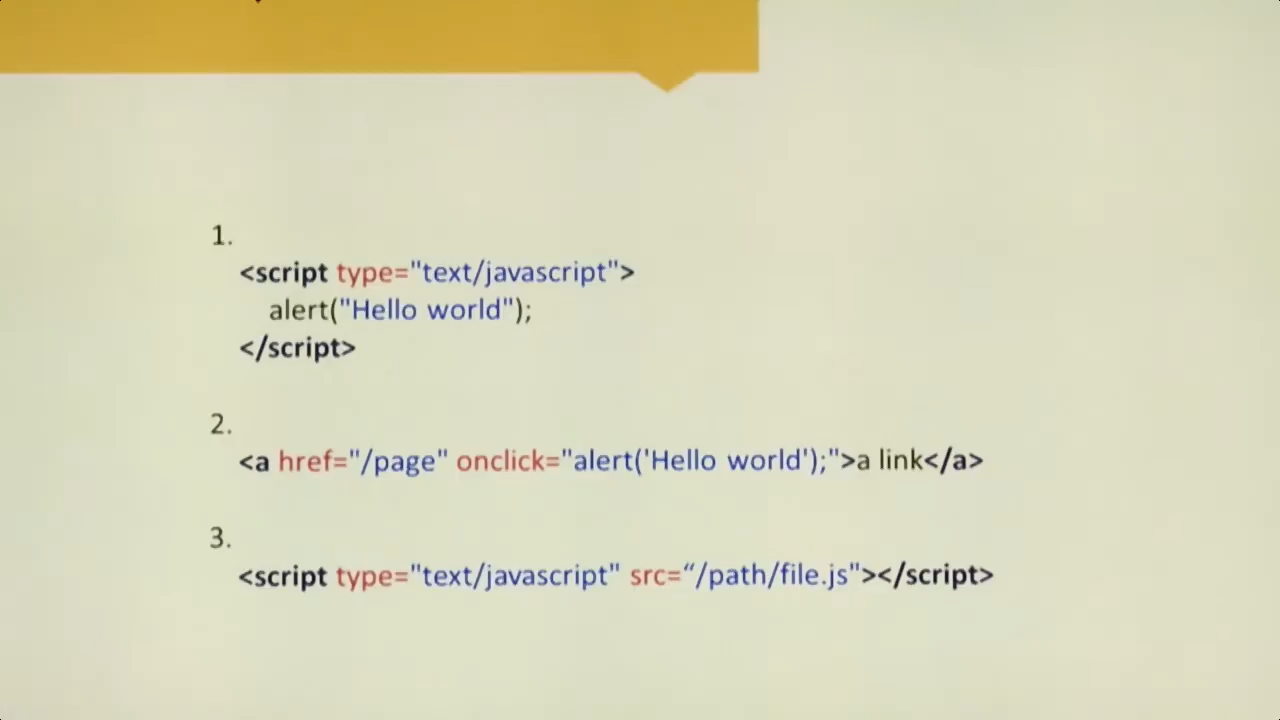 1.
<script type="text/javascript">
alert("Hello world");
</script>
2.
<a href="/page" onclick="alert('Hello world');">a link</a>
3.
<script type="text/javascript" src=“/path/file.js"></script>